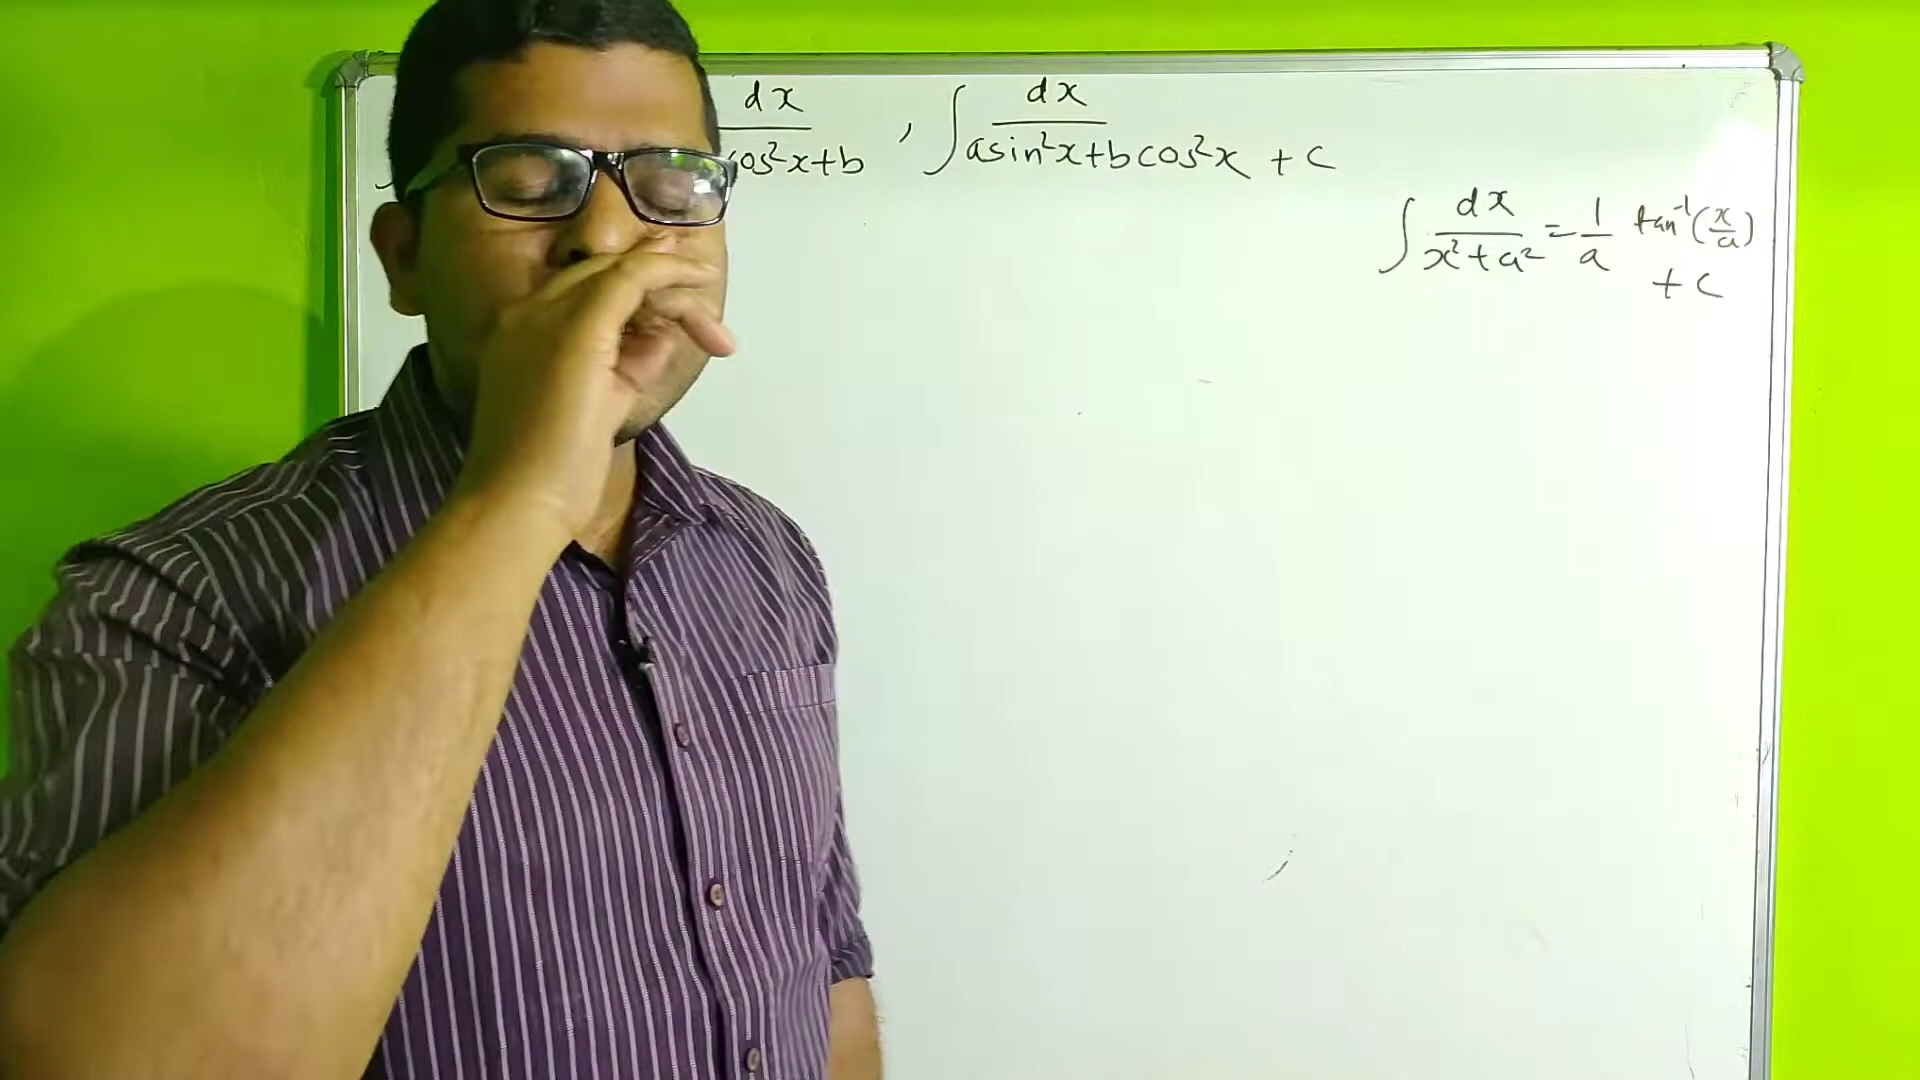 dx/cos²x+b , ∫ dx/asin²x+bcos²x + c
∫ dx/x²+a² = 1/a tan⁻¹(x/a)
+ c